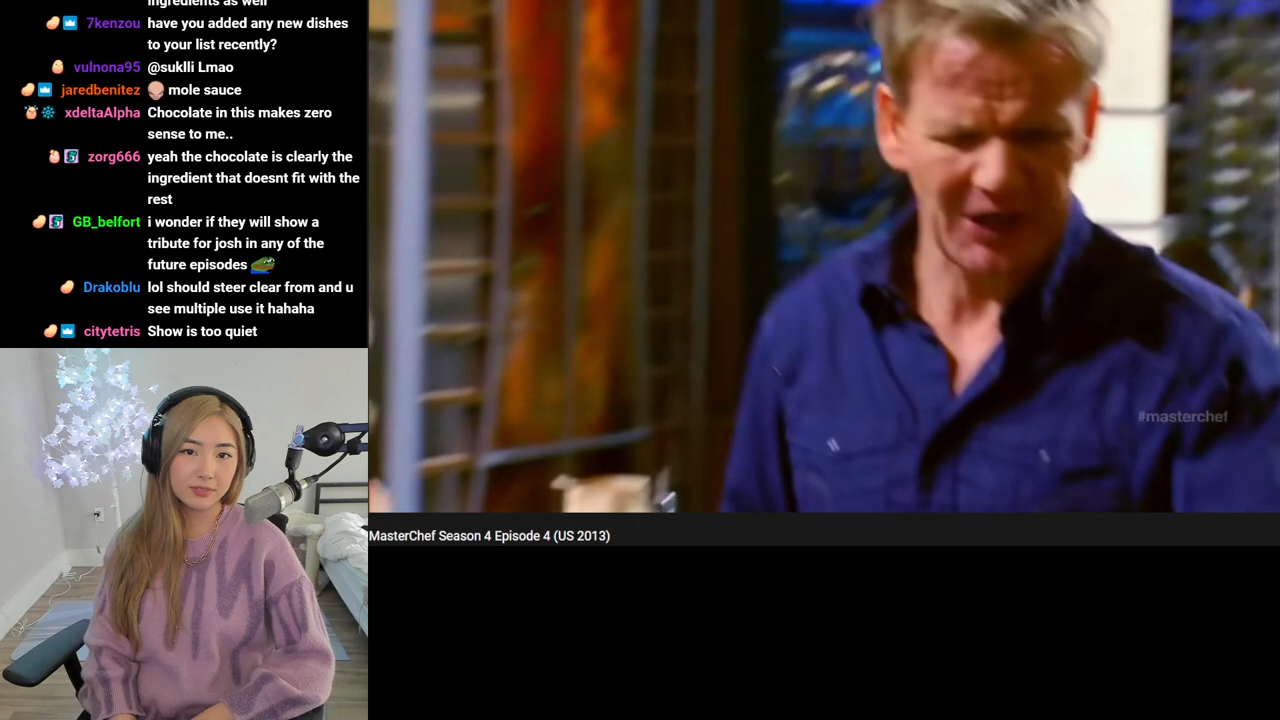 ingredients as well
7kenzou have you added any new dishes
to your list recently?
vulnona95 @suklli Lmao
jaredbenitez mole sauce
xdeltaAlpha Chocolate in this makes zero
sense to me..
zorg666 yeah the chocolate is clearly the
ingredient that doesnt fit with the
rest
GB_belfort i wonder if they will show a
tribute for josh in any of the
future episodes
Drakoblu lol should steer clear from and u
see multiple use it hahaha
citytetris Show is too quiet
#masterchef
MasterChef Season 4 Episode 4 (US 2013)